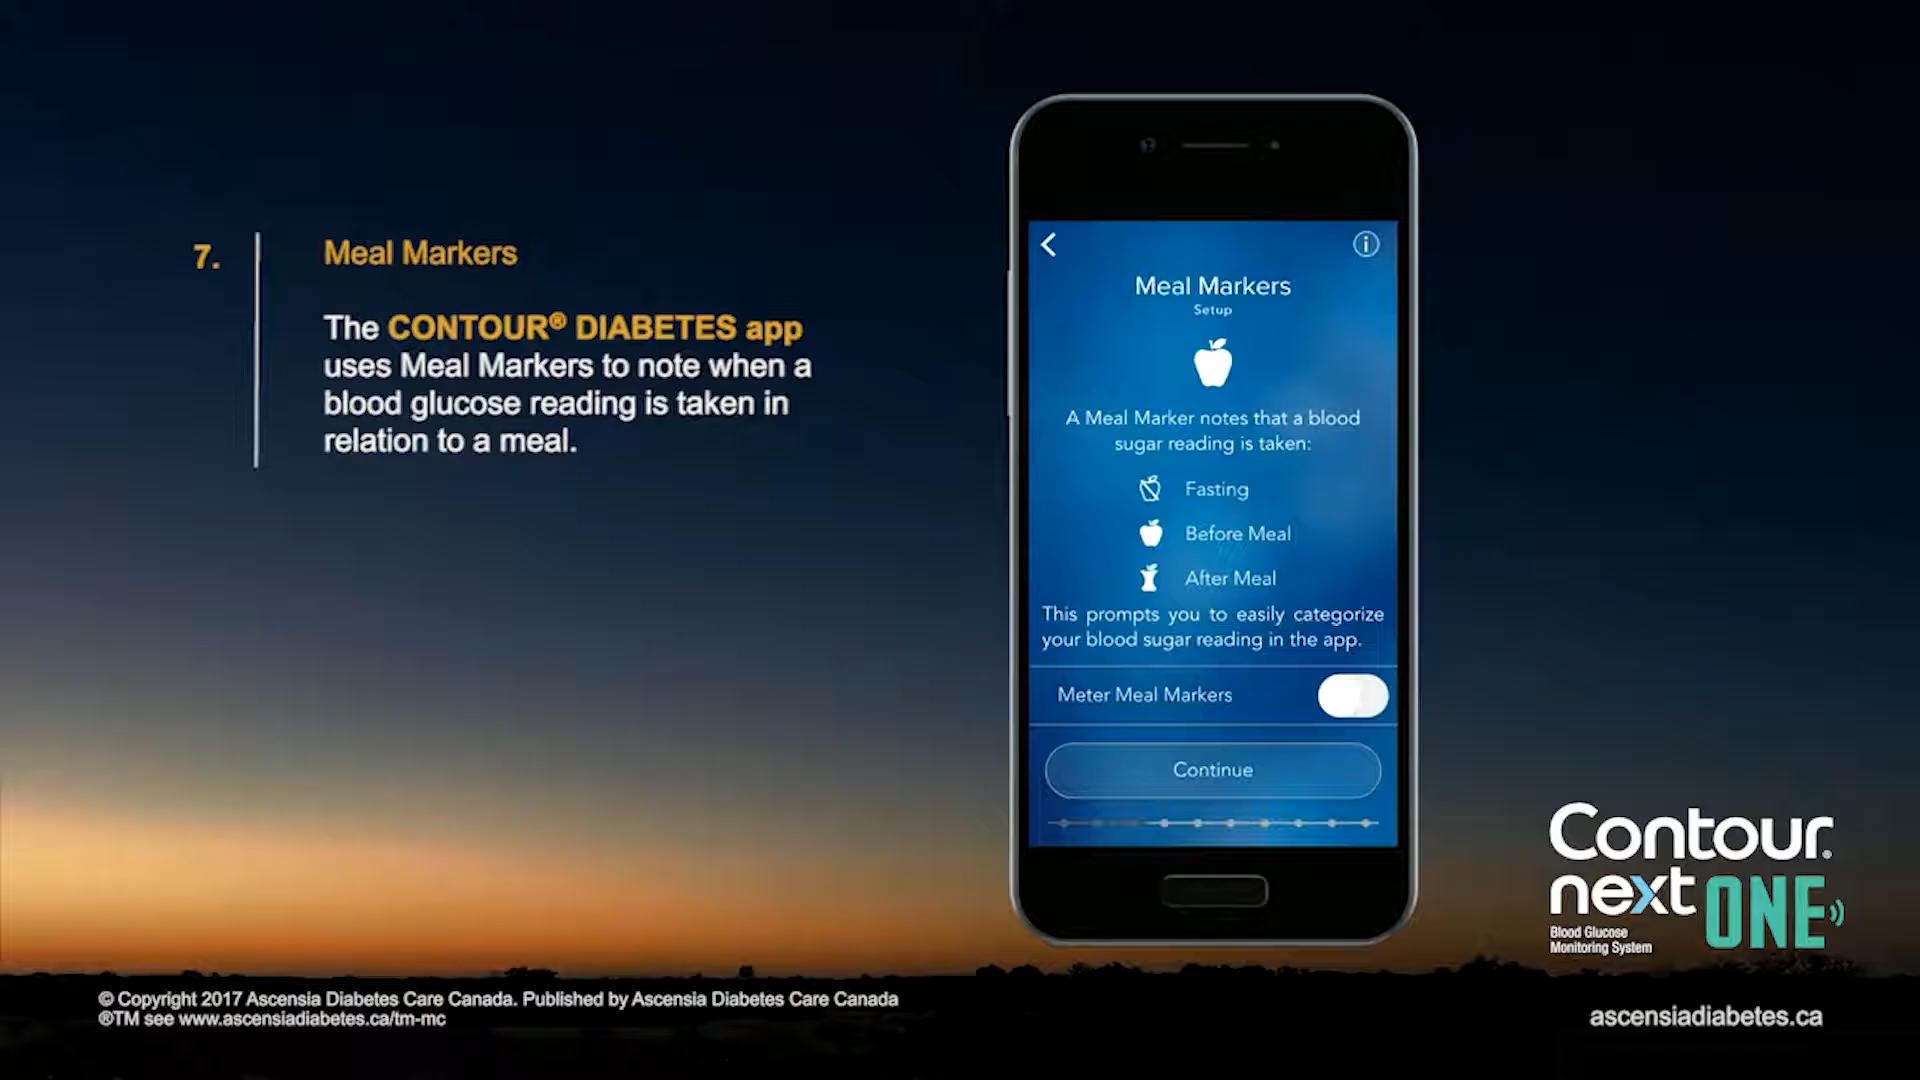 7.
Meal Markers
The CONTOUR® DIABETES app
uses Meal Markers to note when a
blood glucose reading is taken in
relation to a meal.
Meal Markers
Setup
A Meal Marker notes that a blood
sugar reading is taken:
Fasting
Before Meal
After Meal
This prompts you to easily categorize
your blood sugar reading in the app.
Meter Meal Markers
Continue
Contour®
next ONE
Blood Glucose
Monitoring System
© Copyright 2017 Ascensia Diabetes Care Canada. Published by Ascensia Diabetes Care Canada
®TM see www.ascensiadiabetes.ca/tm-mc
ascensiadiabetes.ca